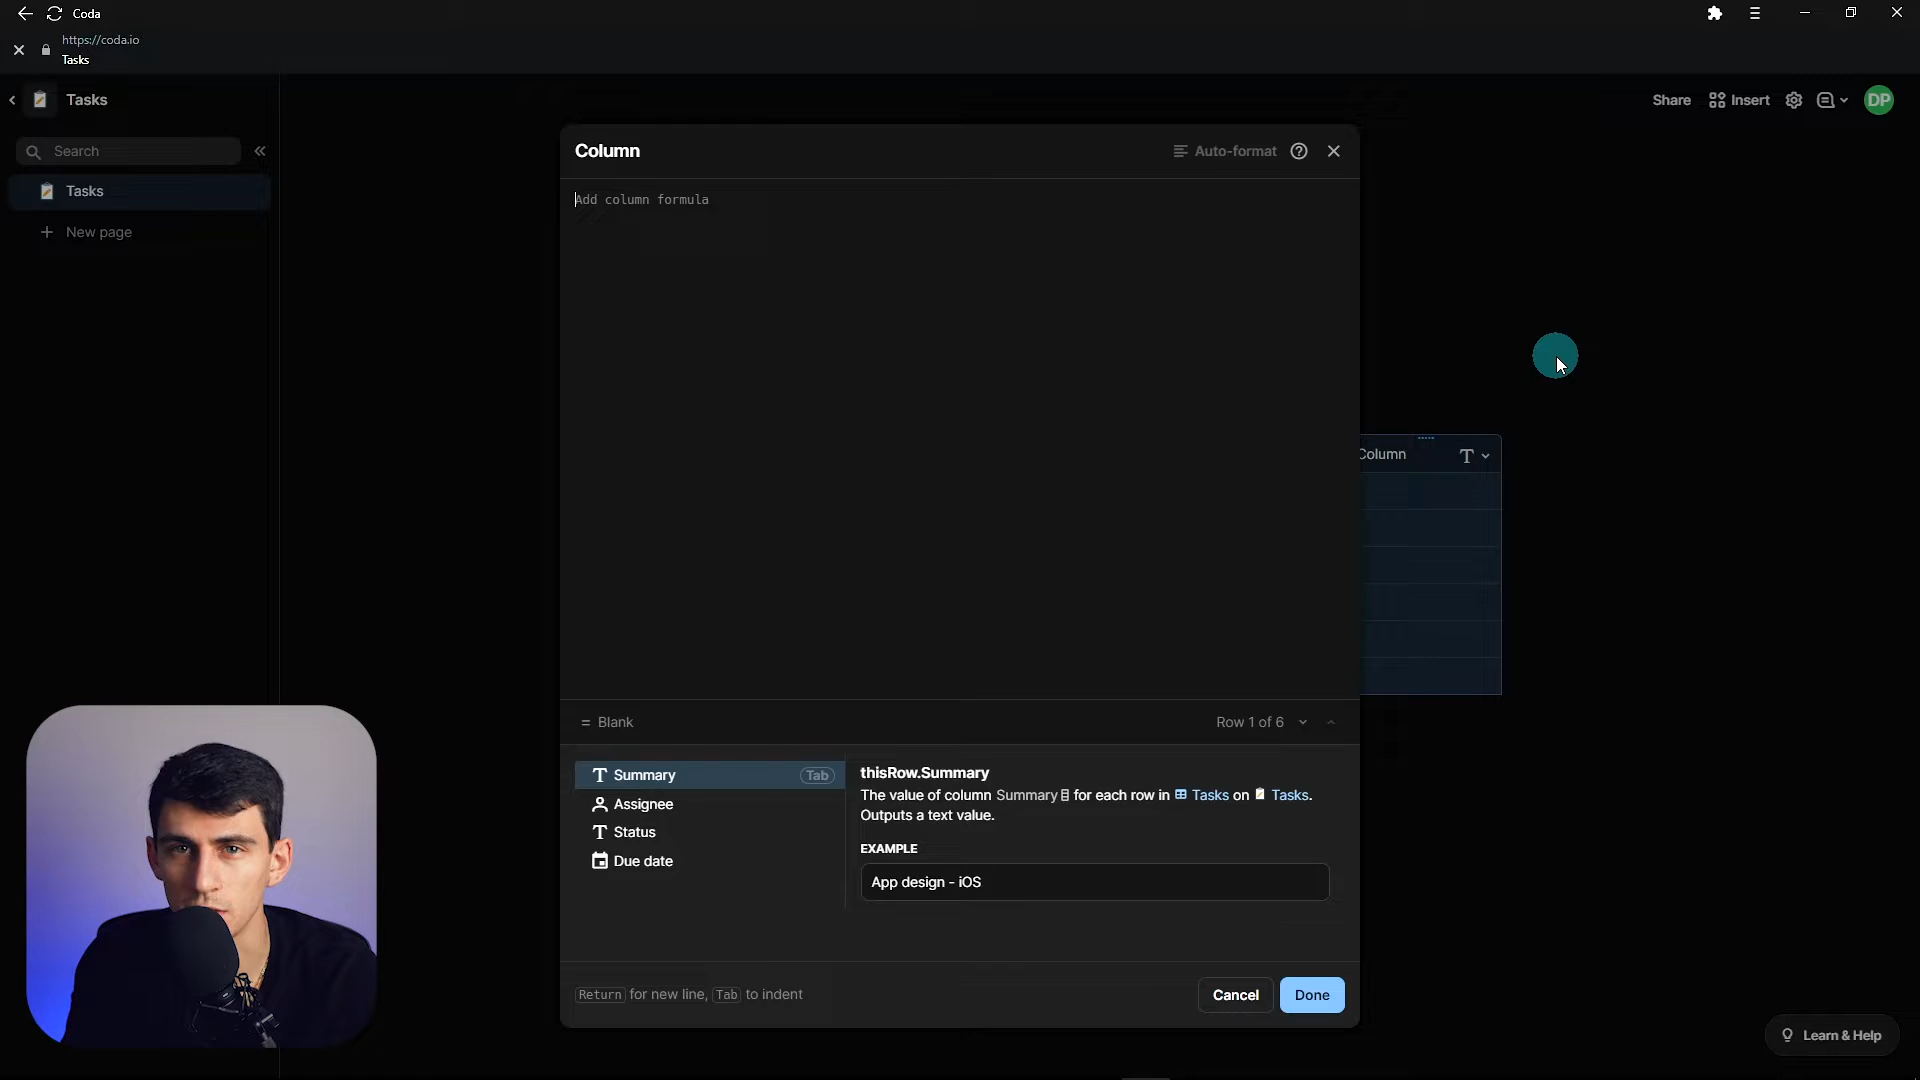 Coda
https://coda.io
Tasks
Tasks
Share
Insert
DP
Search
Tasks
New page
Column
Auto-format
Add column formula
Column
= Blank
Row 1 of 6
Summary
Tab
Assignee
Status
Due date
thisRow.Summary
The value of column Summary for each row in Tasks on Tasks.
Outputs a text value.
EXAMPLE
App design - iOS
Return for new line, Tab to indent
Cancel
Done
Learn & Help